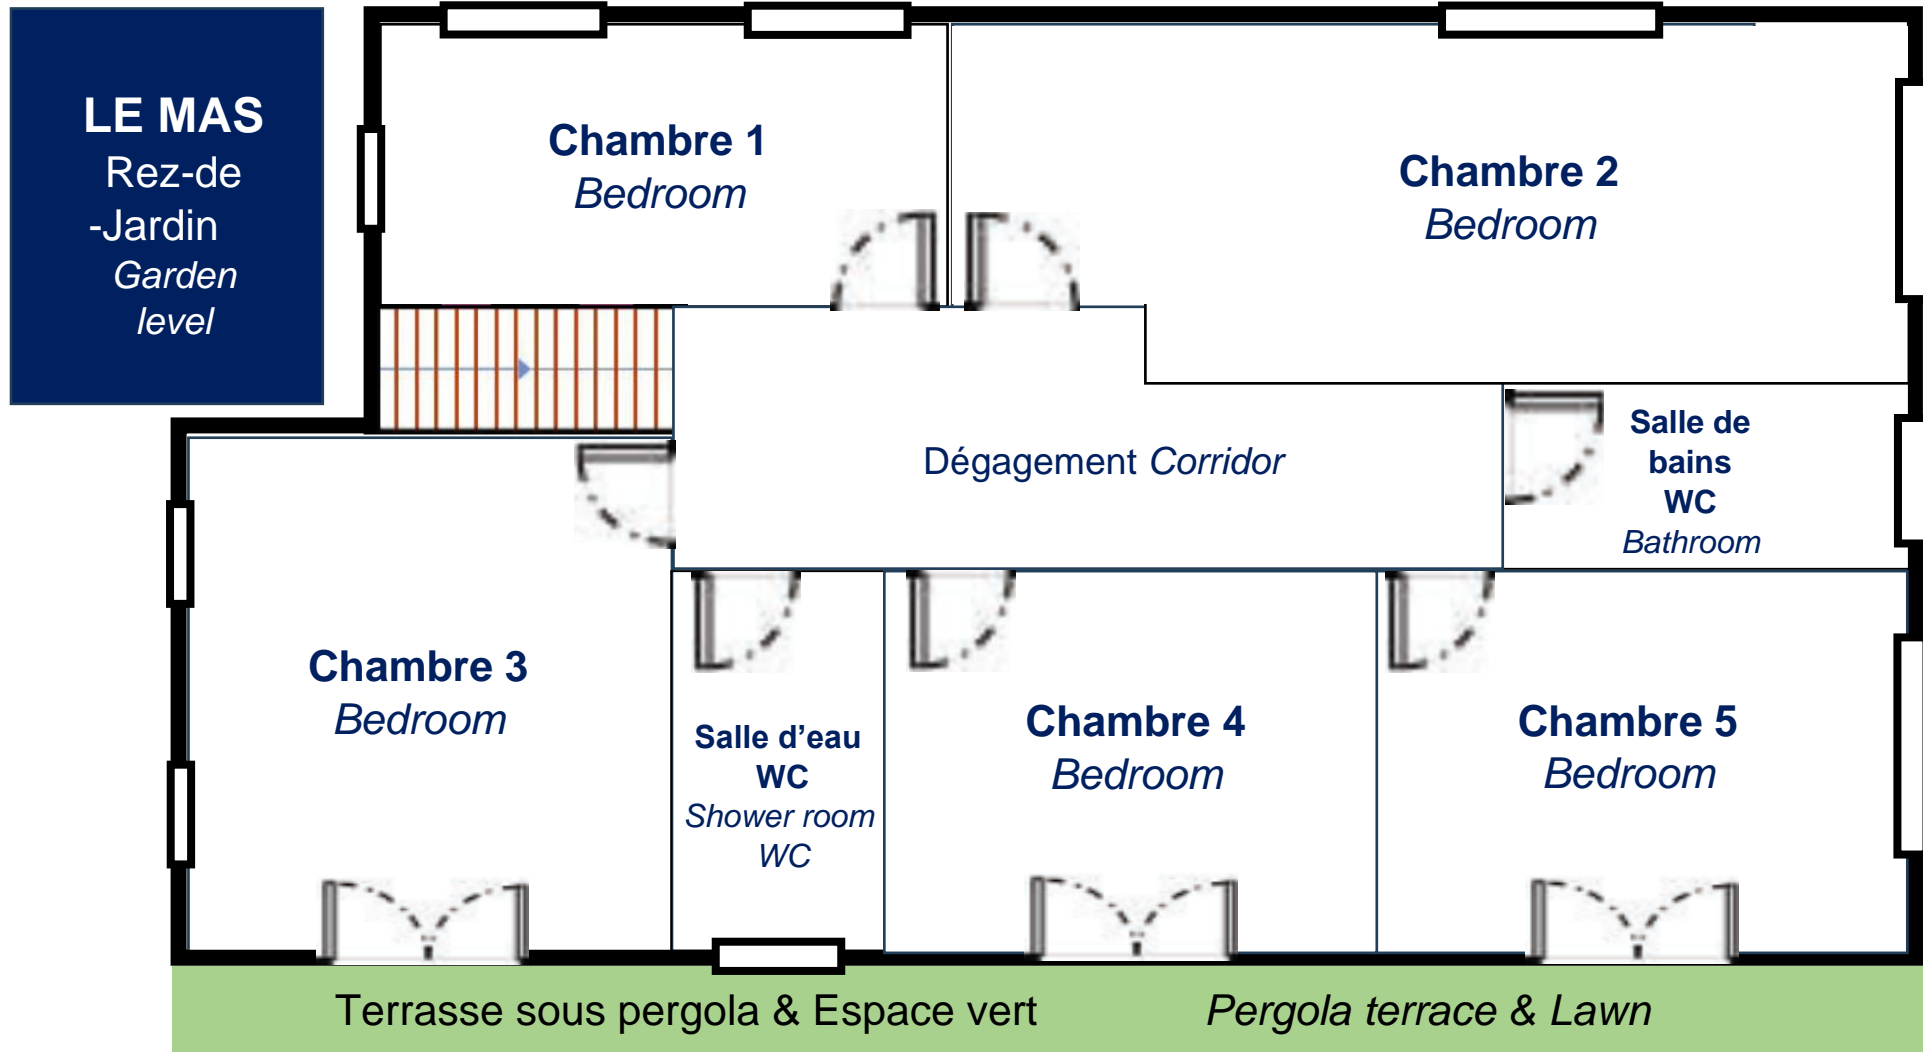 LE MAS
Rez-de
-Jardin
Garden
level
Chambre 1
Bedroom
Chambre 2
Bedroom
Dégagement Corridor
Salle de
bains
WC
Bathroom
Chambre 3
Bedroom
Salle d’eau
WC
Shower room
WC
Chambre 4
Bedroom
Chambre 5
Bedroom
Terrasse sous pergola & Espace vert
Pergola terrace & Lawn